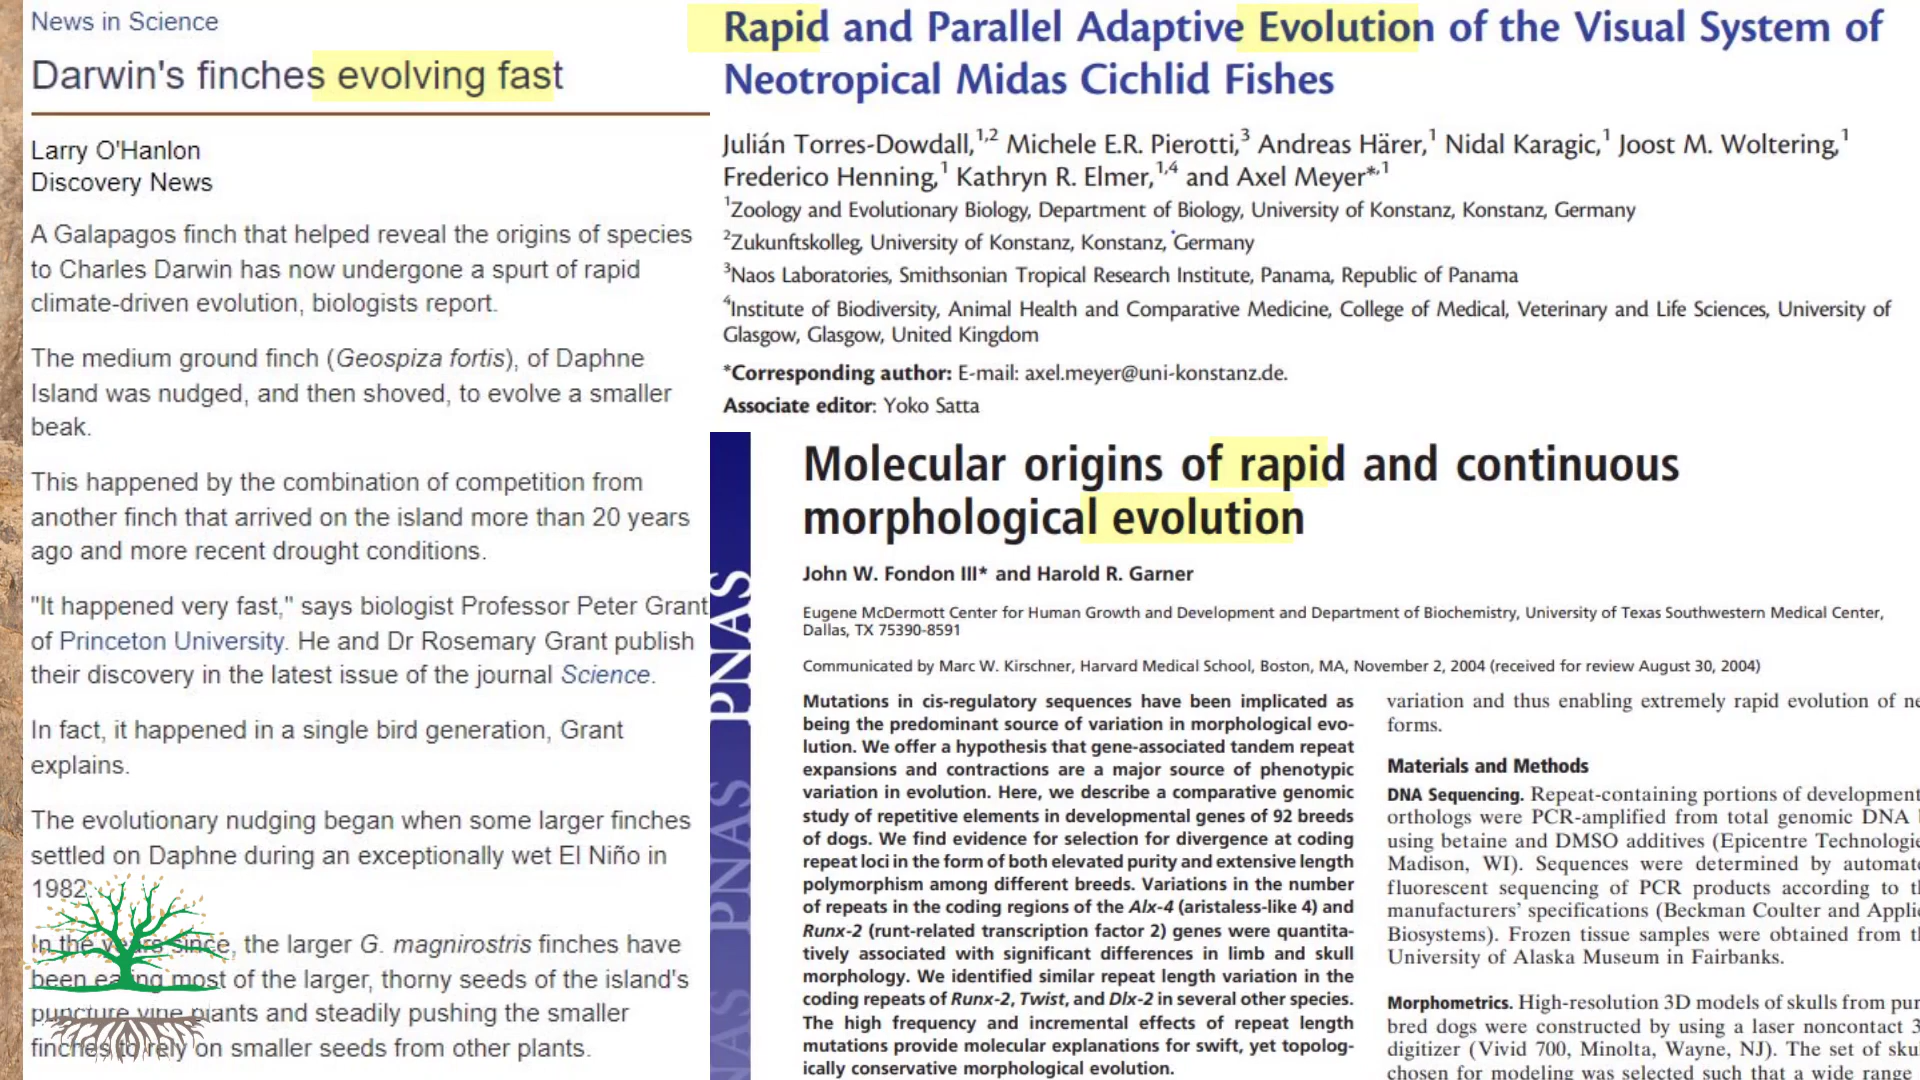 News in Science
Darwin's finches evolving fast
Larry O'Hanlon
Discovery News
A Galapagos finch that helped reveal the origins of species
to Charles Darwin has now undergone a spurt of rapid
climate-driven evolution, biologists report.
The medium ground finch (Geospiza fortis), of Daphne
Island was nudged, and then shoved, to evolve a smaller
beak.
This happened by the combination of competition from
another finch that arrived on the island more than 20 years
ago and more recent drought conditions.
"It happened very fast," says biologist Professor Peter Grant
of Princeton University. He and Dr Rosemary Grant publish
their discovery in the latest issue of the journal Science.
In fact, it happened in a single bird generation, Grant
explains.
The evolutionary nudging began when some larger finches
settled on Daphne during an exceptionally wet El Niño in
1982.
In the years since, the larger G. magnirostris finches have
been eating most of the larger, thorny seeds of the island's
puncture vine plants and steadily pushing the smaller
finches to rely on smaller seeds from other plants.
Rapid and Parallel Adaptive Evolution of the Visual System of
Neotropical Midas Cichlid Fishes
Julián Torres-Dowdall,1,2 Michele E.R. Pierotti,3 Andreas Härer,1 Nidal Karagic,1 Joost M. Woltering,1
Frederico Henning,1 Kathryn R. Elmer,1,4 and Axel Meyer*,1
1Zoology and Evolutionary Biology, Department of Biology, University of Konstanz, Konstanz, Germany
2Zukunftskolleg, University of Konstanz, Konstanz, Germany
3Naos Laboratories, Smithsonian Tropical Research Institute, Panama, Republic of Panama
4Institute of Biodiversity, Animal Health and Comparative Medicine, College of Medical, Veterinary and Life Sciences, University of
Glasgow, Glasgow, United Kingdom
*Corresponding author: E-mail: axel.meyer@uni-konstanz.de.
Associate editor: Yoko Satta
PNAS
PNAS
PNAS
Molecular origins of rapid and continuous
morphological evolution
John W. Fondon III* and Harold R. Garner
Eugene McDermott Center for Human Growth and Development and Department of Biochemistry, University of Texas Southwestern Medical Center,
Dallas, TX 75390-8591
Communicated by Marc W. Kirschner, Harvard Medical School, Boston, MA, November 2, 2004 (received for review August 30, 2004)
Mutations in cis-regulatory sequences have been implicated as
being the predominant source of variation in morphological evo-
lution. We offer a hypothesis that gene-associated tandem repeat
expansions and contractions are a major source of phenotypic
variation in evolution. Here, we describe a comparative genomic
study of repetitive elements in developmental genes of 92 breeds
of dogs. We find evidence for selection for divergence at coding
repeat loci in the form of both elevated purity and extensive length
polymorphism among different breeds. Variations in the number
of repeats in the coding regions of the Alx-4 (aristaless-like 4) and
Runx-2 (runt-related transcription factor 2) genes were quantita-
tively associated with significant differences in limb and skull
morphology. We identified similar repeat length variation in the
coding repeats of Runx-2, Twist, and Dlx-2 in several other species.
The high frequency and incremental effects of repeat length
mutations provide molecular explanations for swift, yet topolog-
ically conservative morphological evolution.
variation and thus enabling extremely rapid evolution of
forms.
Materials and Methods
DNA Sequencing. Repeat-containing portions of
orthologs were PCR-amplified from total genomic DNA
using betaine and DMSO additives (Epicentre
Madison, WI). Sequences were determined by
fluorescent sequencing of PCR products according to
manufacturers' specifications (Beckman Coulter and
Biosystems). Frozen tissue samples were obtained from
University of Alaska Museum in Fairbanks.
Morphometrics. High-resolution 3D models of skulls from
bred dogs were constructed by using a laser noncontact
digitizer (Vivid 700, Minolta, Wayne, NJ). The set of
chosen for modeling was selected such that a wide range